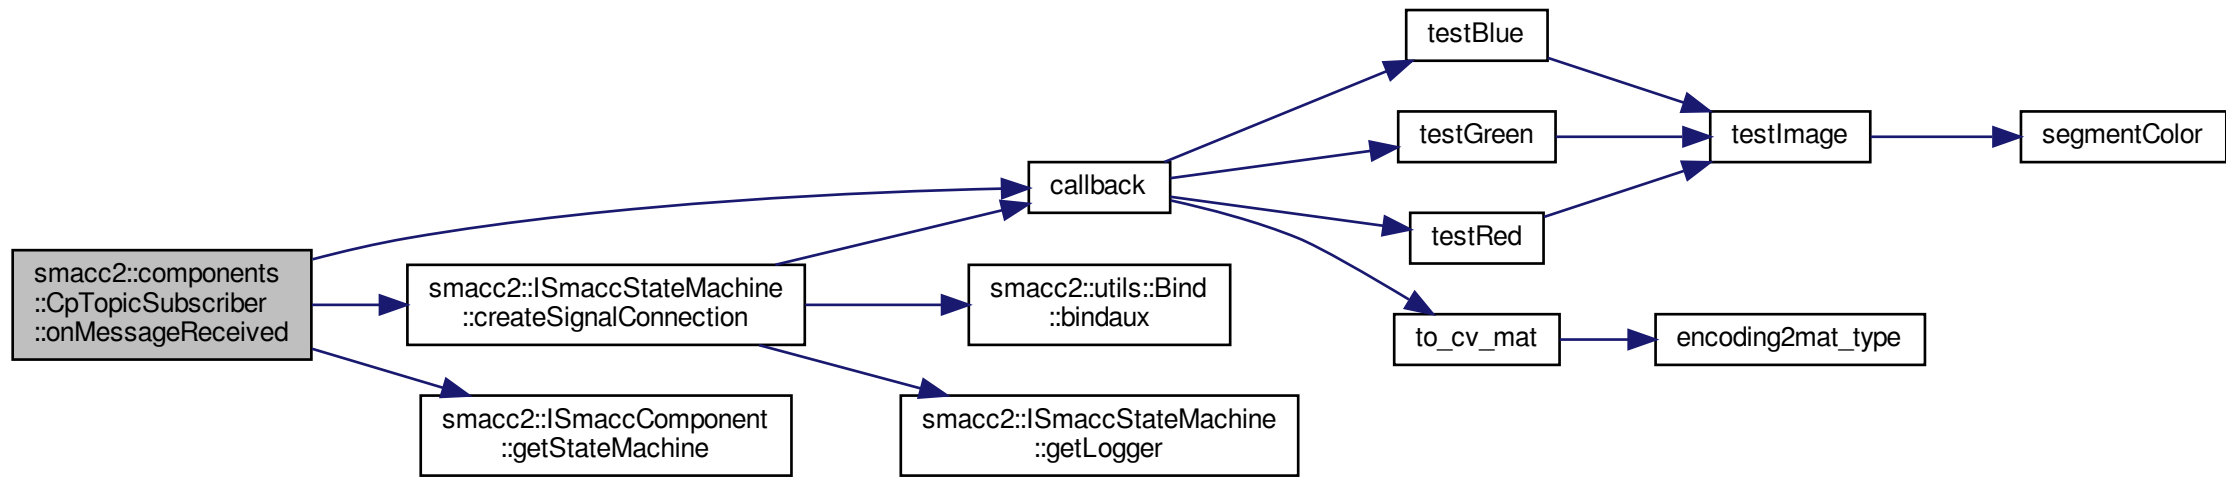 smacc2::components
::CpTopicSubscriber
::onMessageReceived
smacc2::ISmaccStateMachine
::createSignalConnection
smacc2::ISmaccComponent
::getStateMachine
callback
smacc2::utils::Bind
::bindaux
smacc2::ISmaccStateMachine
::getLogger
testBlue
testGreen
testRed
to_cv_mat
testImage
encoding2mat_type
segmentColor